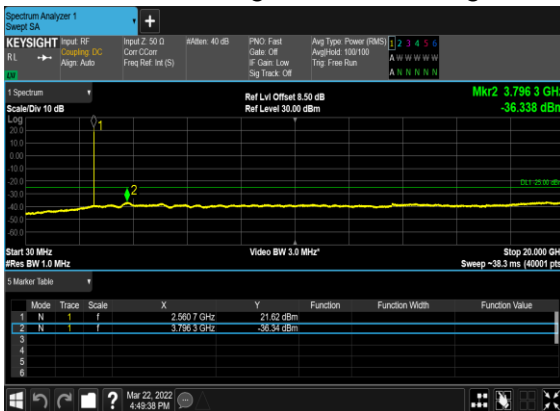 Spectrum Analyzer 1
Swept SA
+
KEYSIGHT Input: RF Input Z: 50 Ω #Atten: 40 dB PNO: Fast Avg Type: Power (RMS) 1 2 3 4 5 6
RL Coupling: DC Corr CCorr Gate: Off Avg|Hold: 100/100 A W W W W W
Align: Auto Freq Ref: Int (S) IF Gain: Low Trig: Free Run
LV Sig Track: Off A N N N N N
1 Spectrum Ref Lvl Offset 8.50 dB Mkr2 3.796 3 GHz
Scale/Div 10 dB Ref Level 30.00 dBm -36.338 dBm
Log
20.0
10.0
0.00
-10.0
-20.0
-30.0
-40.0
-50.0
-60.0
1
2
DL1 -25.00 dBm
Start 30 MHz Video BW 3.0 MHz* Stop 20.000 GHz
#Res BW 1.0 MHz Sweep ~38.3 ms (40001 pts)
5 Marker Table
Mode Trace Scale X Y Function Function Width Function Value
1 N 1 f 2.560 7 GHz 21.62 dBm
2 N 1 f 3.796 3 GHz -36.34 dBm
3
4
5
6
? Mar 22, 2022
4:49:38 PM